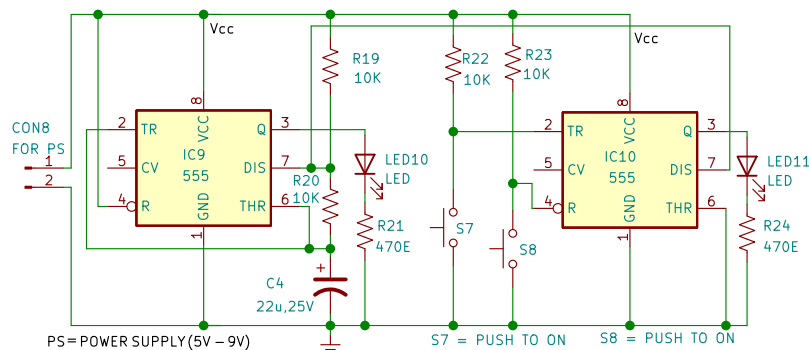 Vcc
Vcc
R19
10K
R22
10K
R23
10K
CON8
FOR PS
1
2
2
TR
8
VCC
Q
3
5
CV
IC9
555
DIS
7
4
R
GND
1
THR
6
R20
10K
LED10
LED
R21
470E
C4
+
22u,25V
S7
S8
2
TR
8
VCC
Q
3
5
CV
IC10
555
DIS
7
4
R
GND
1
THR
6
LED11
LED
R24
470E
PS=POWER SUPPLY(5V-9V)
S7 = PUSH TO ON
S8 = PUSH TO ON